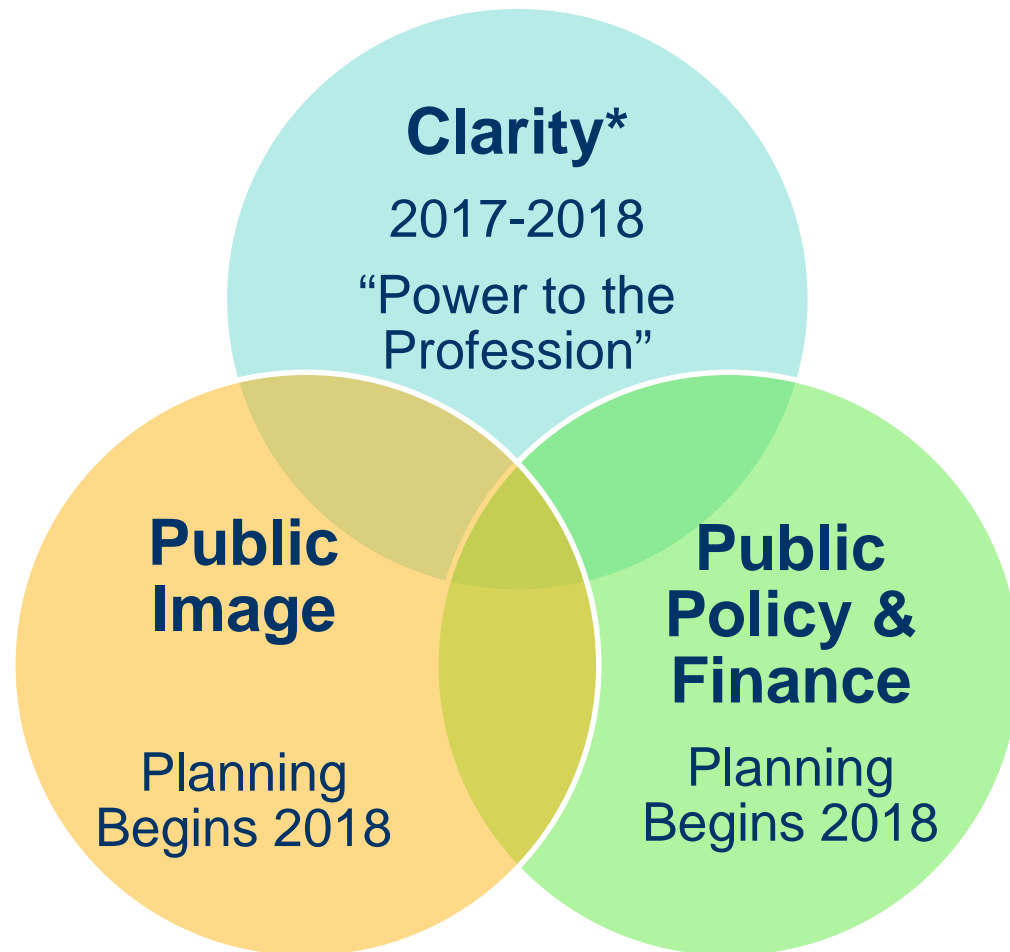 Clarity*
2017-2018
“Power to the
Profession”
Public
Image
Planning
Begins 2018
Public
Policy &
Finance
Planning
Begins 2018